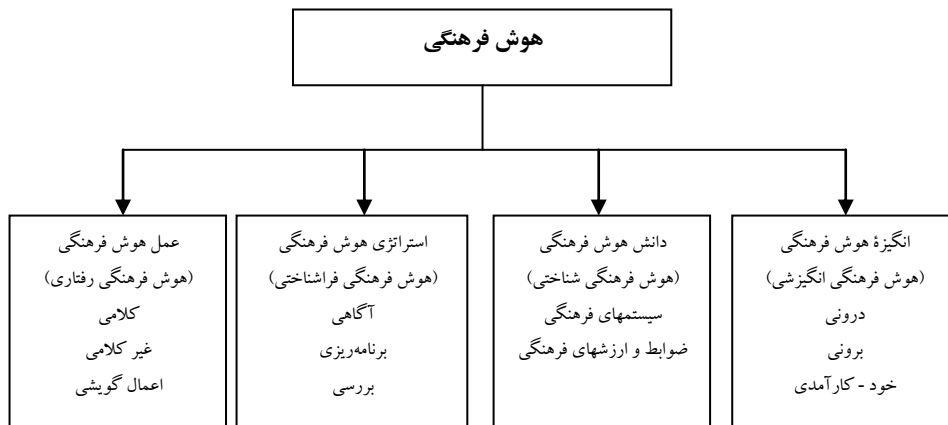 هوش فرهنگی
انگیزۀ هوش فرهنگی
(هوش فرهنگی انگیزشی)
درونی
برونی
خود - کارآمدی
دانش هوش فرهنگی
(هوش فرهنگی شناختی)
سیستمهای فرهنگی
ضوابط و ارزشهای فرهنگی
استراتژی هوش فرهنگی
(هوش فرهنگی فراشناختی)
آگاهی
برنامه‌ریزی
بررسی
عمل هوش فرهنگی
(هوش فرهنگی رفتاری)
کلامی
غیر کلامی
اعمال گویشی